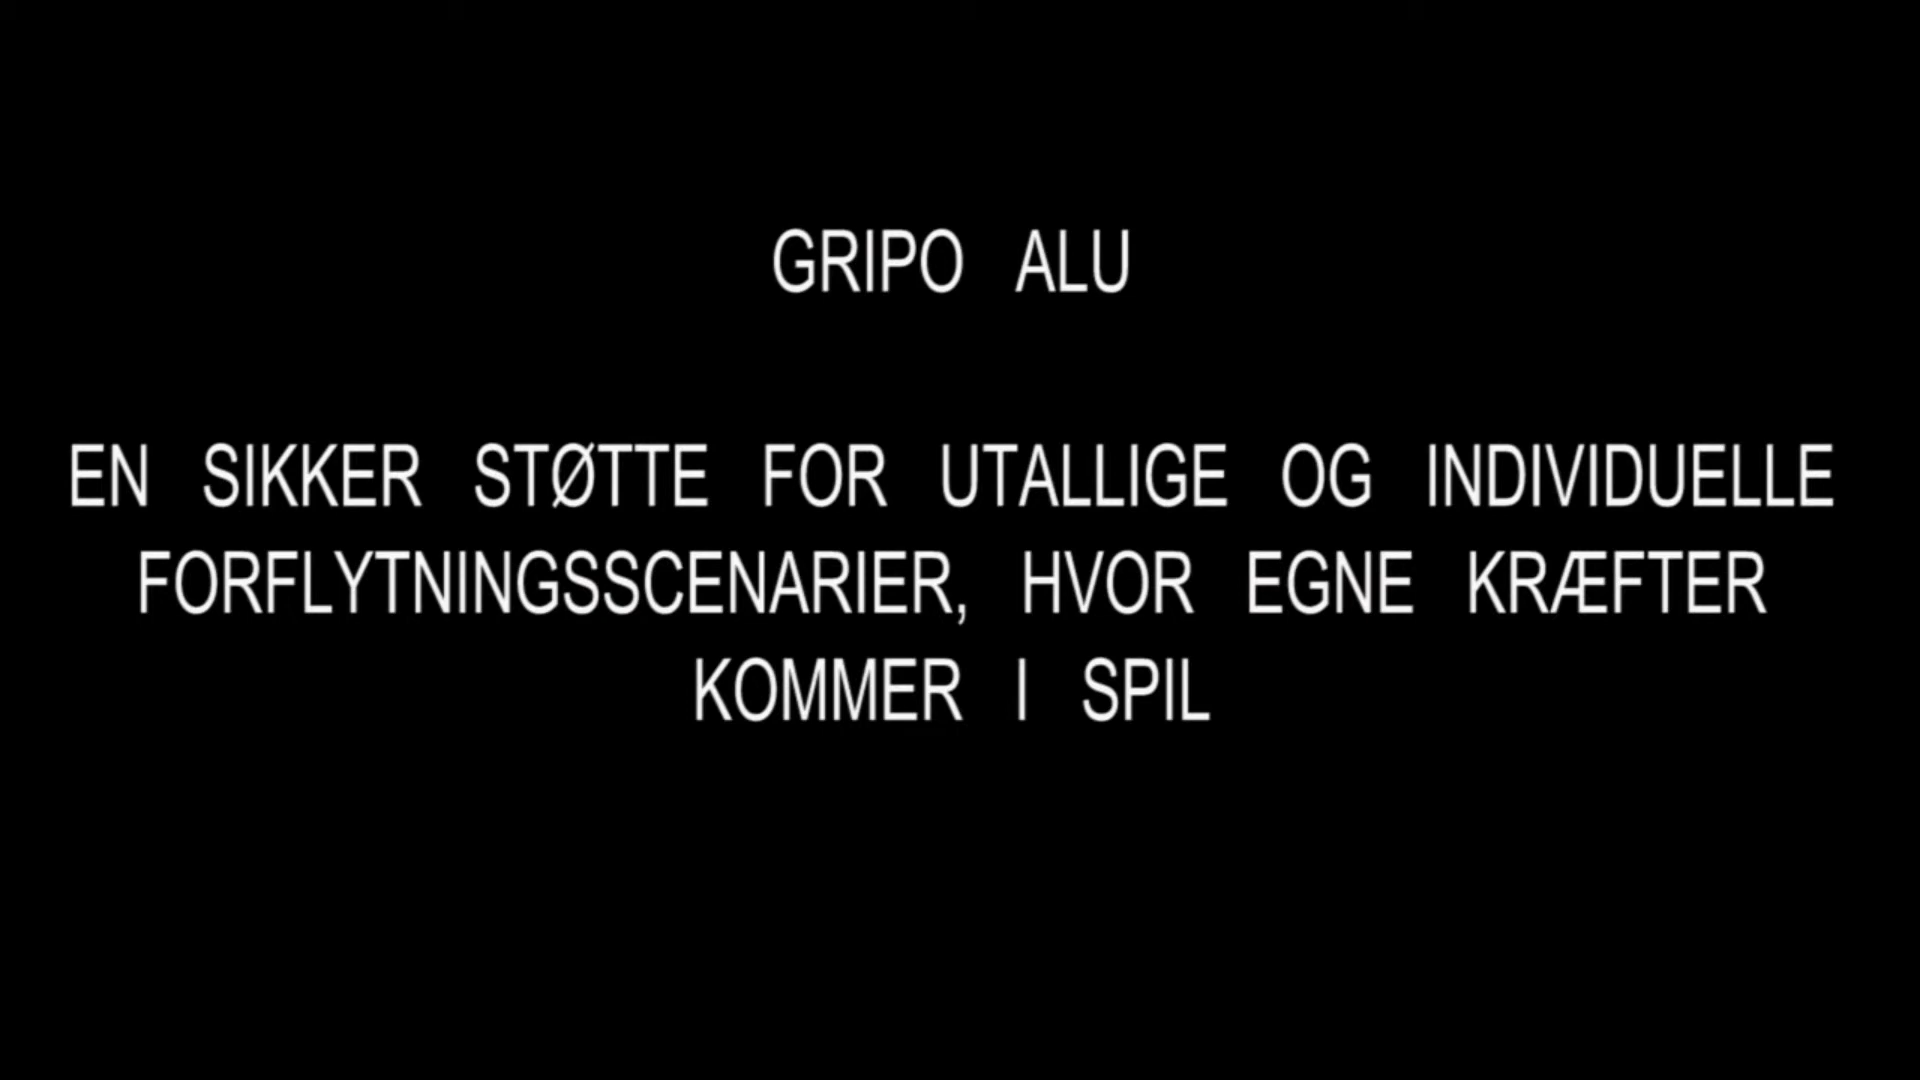 GRIPO ALU
EN SIKKER STØTTE FOR UTALLIGE OG INDIVIDUELLE
FORFLYTNINGSSCENARIER, HVOR EGNE KRÆFTER
KOMMER I SPIL